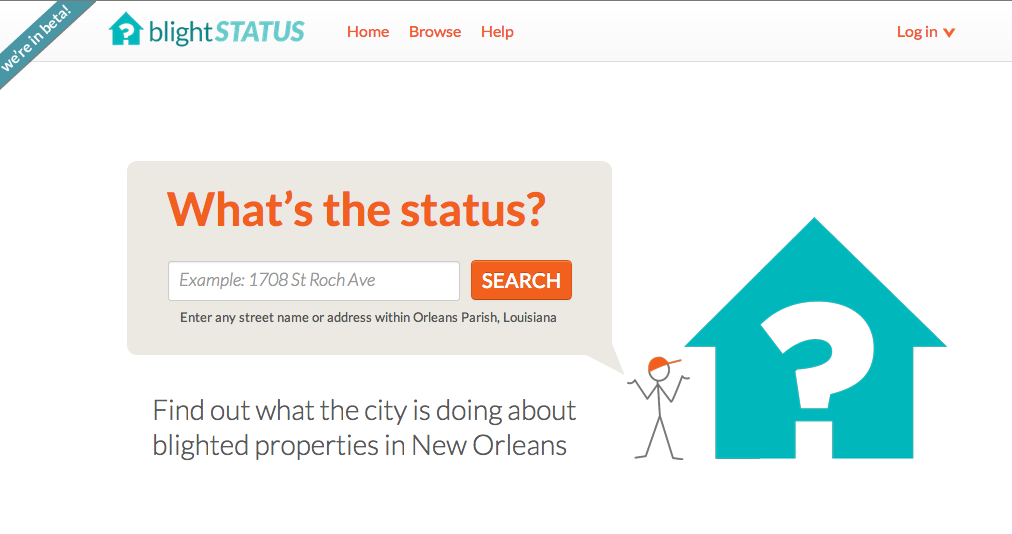 we're in beta!
blightSTATUS
Home Browse Help
Log in
What's the status?
Example: 1708 St Roch Ave
SEARCH
Enter any street name or address within Orleans Parish, Louisiana
Find out what the city is doing about
blighted properties in New Orleans